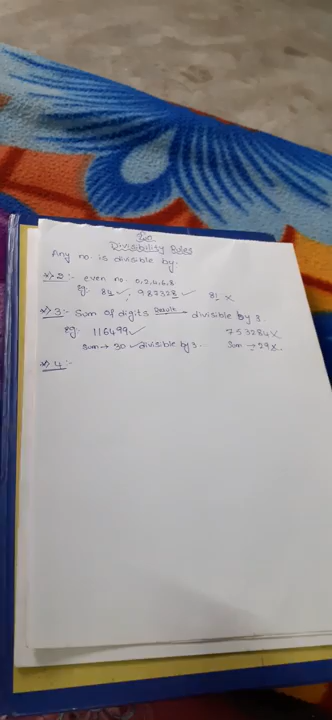 Divisibility Rules
Any no. is divisible by.
2:- even no. 0,2,4,6,8
eg. 82 ✓, 987328 ✓ 81 X
3:- Sum of digits should divisible by 3.
eg. 116499 ✓ 753284 X
sum → 30 ✓ divisible by 3. Sum → 29 X.
4:-